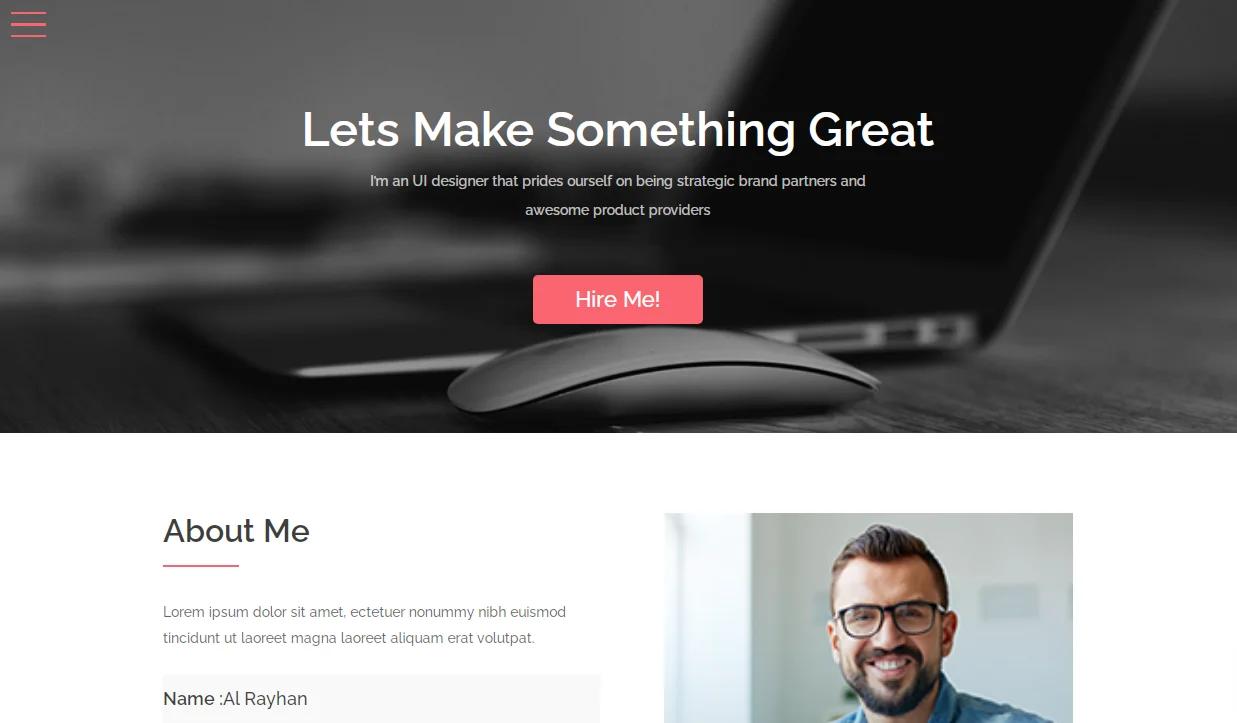 Lets Make Something Great
I'm an UI designer that prides ourself on being strategic brand partners and
awesome product providers
Hire Me!
About Me
Lorem ipsum dolor sit amet, ectetuer nonummy nibh euismod
tincidunt ut laoreet magna laoreet aliquam erat volutpat.
Name :Al Rayhan